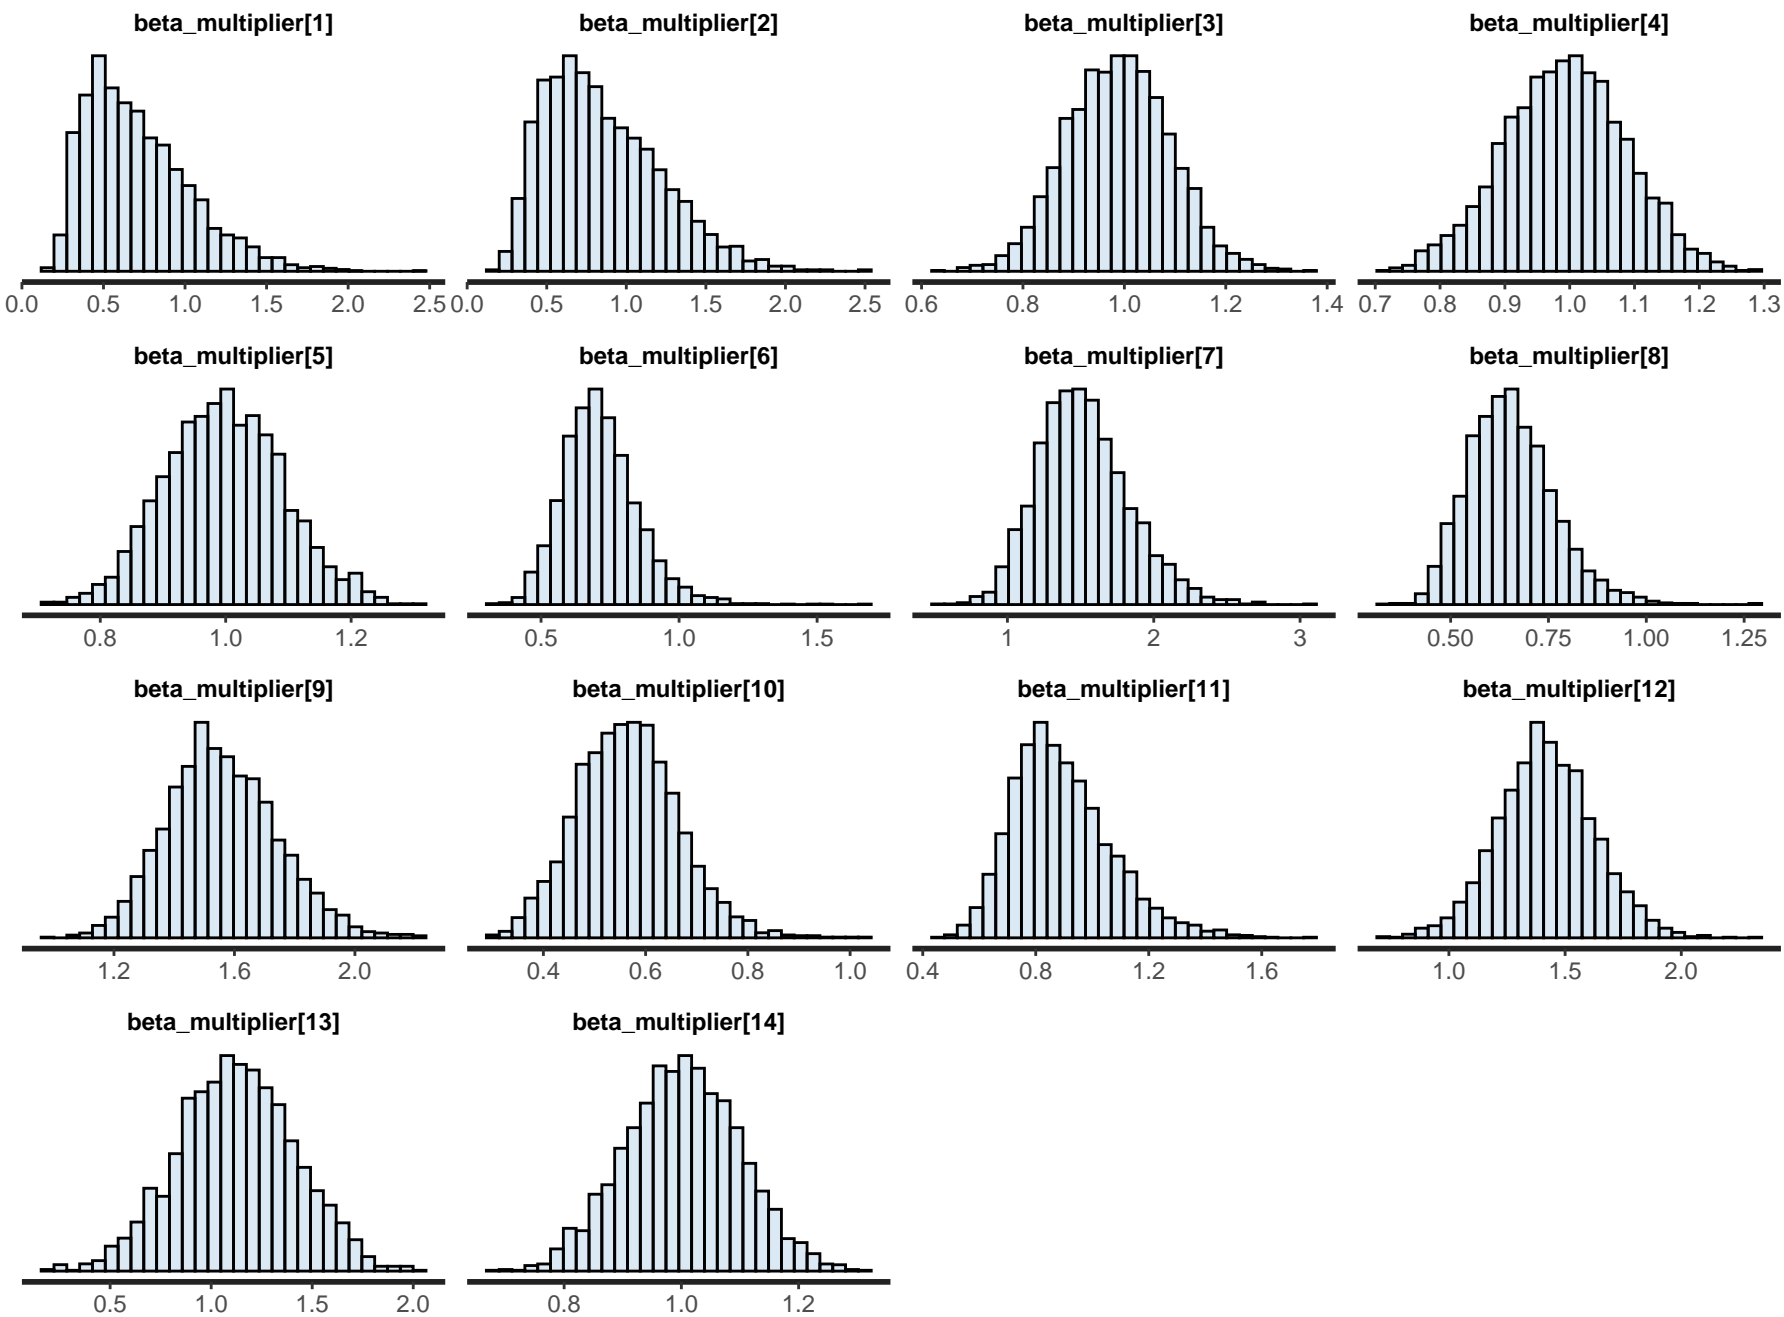 beta_multiplier[1] beta_multiplier[2] beta_multiplier[3] beta_multiplier[4]
0.0 0.5 1.0 1.5 2.0 2.5 0.0 0.5 1.0 1.5 2.0 2.5 0.6 0.8 1.0 1.2 1.4 0.7 0.8 0.9 1.0 1.1 1.2 1.3
beta_multiplier[5] beta_multiplier[6] beta_multiplier[7] beta_multiplier[8]
0.8 1.0 1.2 0.5 1.0 1.5 1 2 3 0.50 0.75 1.00 1.25
beta_multiplier[9] beta_multiplier[10] beta_multiplier[11] beta_multiplier[12]
1.2 1.6 2.0 0.4 0.6 0.8 1.0 0.4 0.8 1.2 1.6 1.0 1.5 2.0
beta_multiplier[13] beta_multiplier[14]
0.5 1.0 1.5 2.0 0.8 1.0 1.2